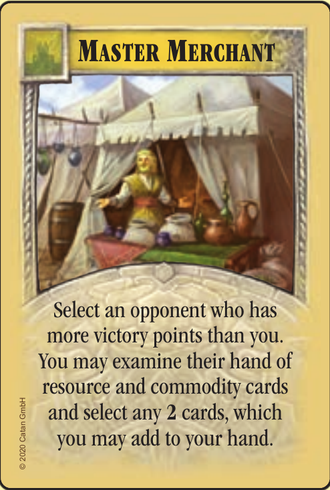 MASTER MERCHANT
Select an opponent who has
more victory points than you.
You may examine their hand of
resource and commodity cards
and select any 2 cards, which
you may add to your hand.
© 2020 Catan GmbH